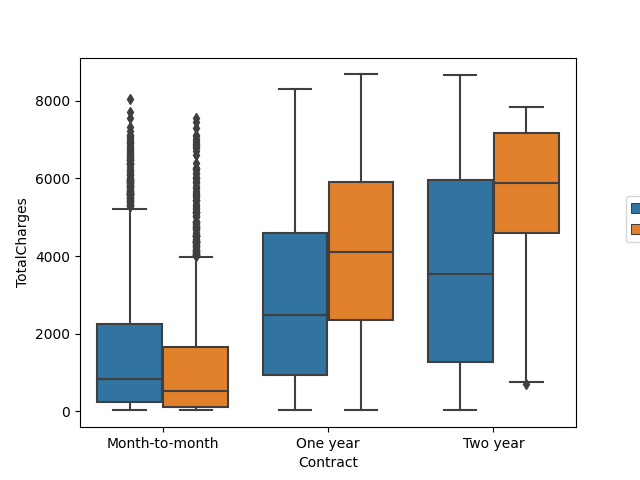 8000
6000
4000
2000
0
TotalCharges
Month-to-month
One year
Two year
Contract